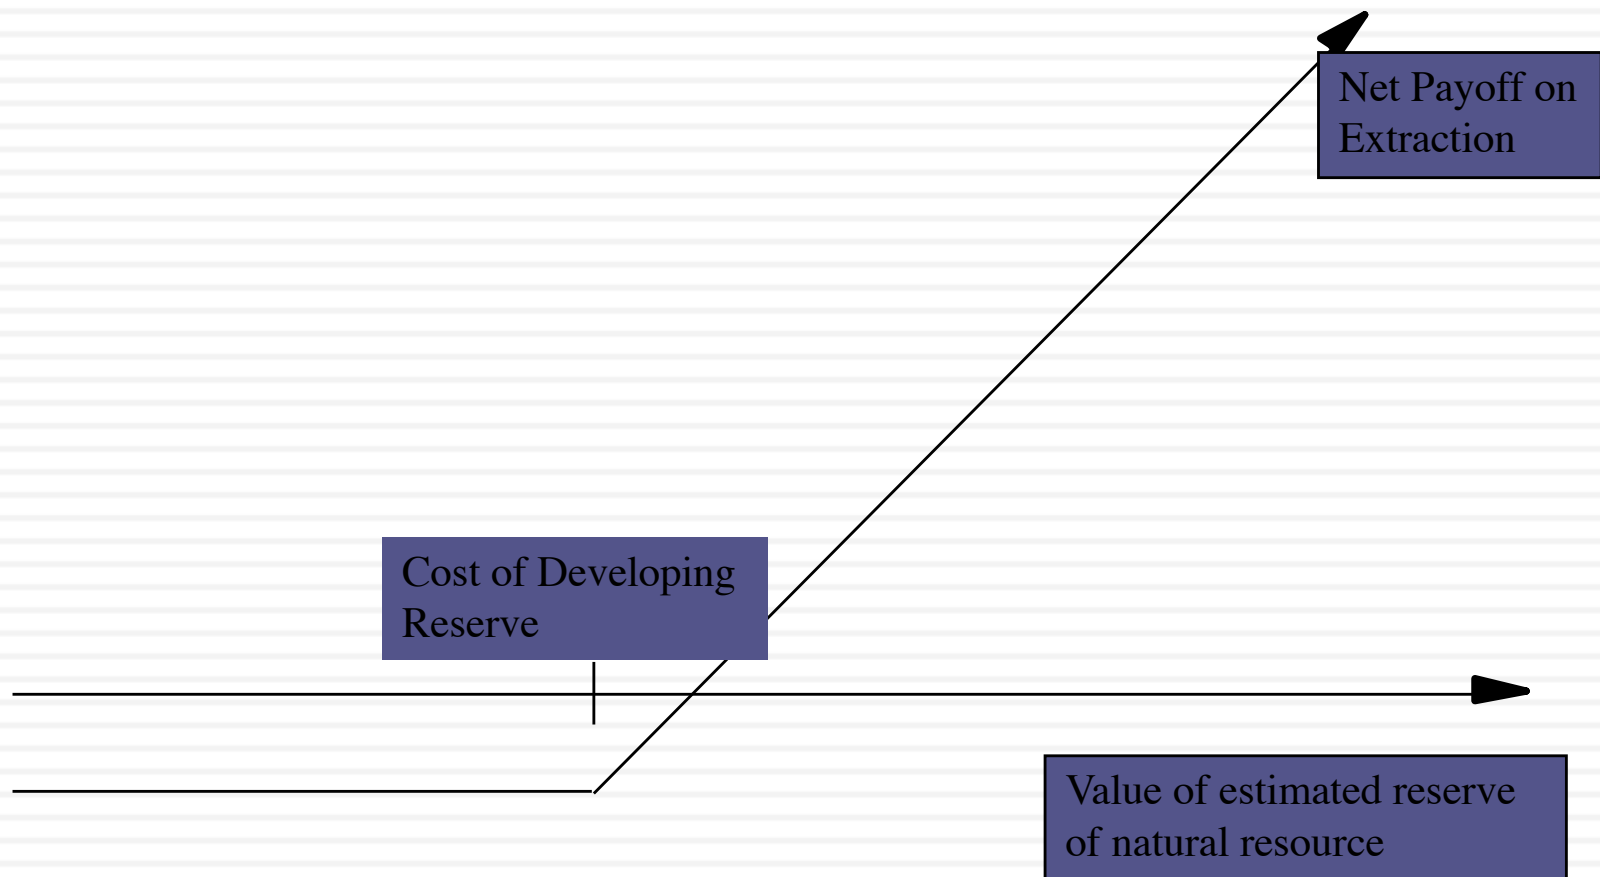 Net Payoff on
Extraction
Cost of Developing
Reserve
Value of estimated reserve
of natural resource